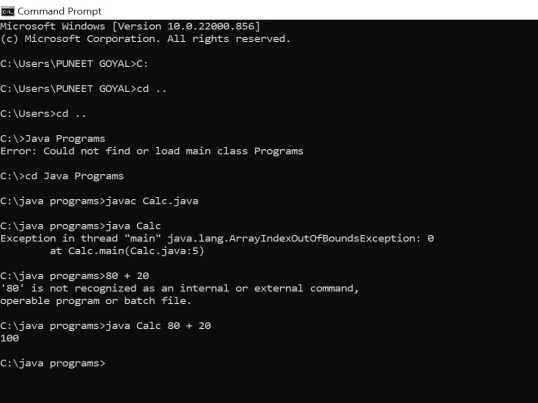 Command Prompt
Microsoft Windows [Version 10.0.22000.856]
(c) Microsoft Corporation. All rights reserved.
C:\Users\PUNEET GOYAL>C:
C:\Users\PUNEET GOYAL>cd ..
C:\Users>cd ..
C:\>Java Programs
Error: Could not find or load main class Programs
C:\>cd Java Programs
C:\java programs>javac Calc.java
C:\java programs>java Calc
Exception in thread "main" java.lang.ArrayIndexOutOfBoundsException: 0
at Calc.main(Calc.java:5)
C:\java programs>80 + 20
'80' is not recognized as an internal or external command,
operable program or batch file.
C:\java programs>java Calc 80 + 20
100
C:\java programs>